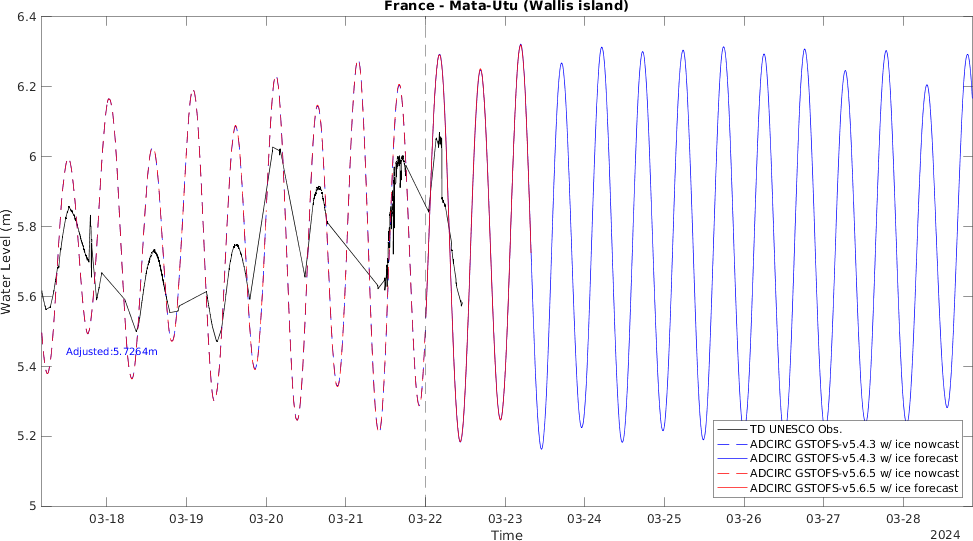 France - Mata-Utu (Wallis island)
6.4
6.2
6
5.8
5.6
5.4
5.2
5
Water Level (m)
Adjusted:5.7264m
TD UNESCO Obs.
ADCIRC GSTOFS-v5.4.3 w/ ice nowcast
ADCIRC GSTOFS-v5.4.3 w/ ice forecast
ADCIRC GSTOFS-v5.6.5 w/ ice nowcast
ADCIRC GSTOFS-v5.6.5 w/ ice forecast
03-18 03-19 03-20 03-21 03-22 03-23 03-24 03-25 03-26 03-27 03-28
Time
2024